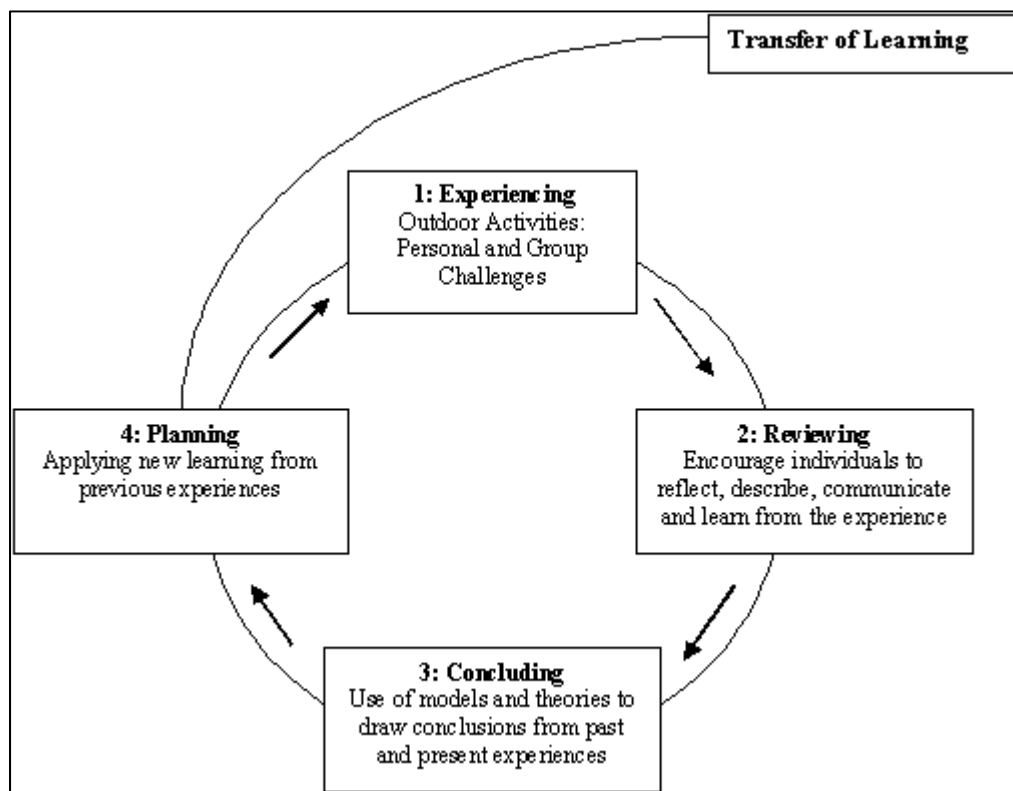 Transfer of Learning
1: Experiencing
Outdoor Activities:
Personal and Group
Challenges
2: Reviewing
Encourage individuals to
reflect, describe, communicate
and learn from the experience
3: Concluding
Use of models and theories to
draw conclusions from past
and present experiences
4: Planning
Applying new learning from
previous experiences